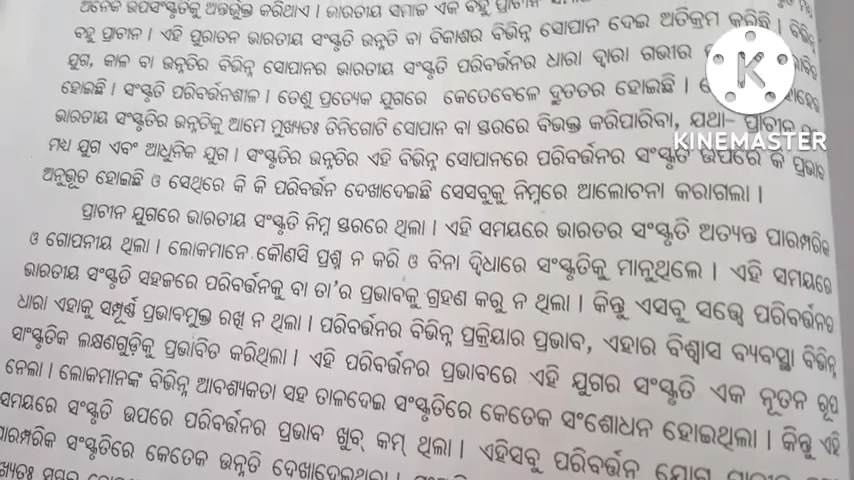 ଅନେକ ଉପସଂସ୍କୃତିକୁ ଅନ୍ତର୍ଭୁକ୍ତ କରିଥାଏ । ଭାରତୀୟ ସମାଜ ଏକ ବହୁ ପ୍ରାଚୀନ
ବହୁ ପ୍ରାଚୀନ । ଏହି ପୁରାତନ ଭାରତୀୟ ସଂସ୍କୃତି ଉନ୍ନତି ବା ବିକାଶର ବିଭିନ୍ନ ସୋପାନ ଦେଇ ଅତିକ୍ରମ କରିଛି । ବିଭିନ୍ନ
ଯୁଗ, କାଳ ବା ଉନ୍ନତିର ବିଭିନ୍ନ ସୋପାନର ଭାରତୀୟ ସଂସ୍କୃତି ପରିବର୍ତନର ଧାରା ଦ୍ୱାରା ଗଭୀର
ହୋଇଛି । ସଂସ୍କୃତି ପରିବର୍ତନଶୀଳ । ତେଣୁ ପ୍ରତ୍ୟେକ ଯୁଗରେ କେତେବେଳେ ଦ୍ରୁତତର ହୋଇଛି ।
ଭାରତୀୟ ସଂସ୍କୃତିର ଉନ୍ନତିକୁ ଆମେ ମୁଖ୍ୟତଃ ତିନିଗୋଟି ସୋପାନ ବା ସ୍ତରରେ ବିଭକ୍ତ କରିପାରିବା, ଯଥା– ପ୍ରାଚୀନ ଯୁଗ
ମଧ୍ୟ ଯୁଗ ଏବଂ ଆଧୁନିକ ଯୁଗ । ସଂସ୍କୃତିର ଉନ୍ନତିର ଏହି ବିଭିନ୍ନ ସୋପାନରେ ପରିବର୍ତନର ସଂସ୍କୃତି ଉପରେ କି ପ୍ରଭାବ
ଅନୁଭୂତ ହୋଇଛି ଓ ସେଥିରେ କି କି ପରିବର୍ତନ ଦେଖାଦେଇଛି ସେସବୁକୁ ନିମ୍ନରେ ଆଲୋଚନା କରାଗଲା ।
ପ୍ରାଚୀନ ଯୁଗରେ ଭାରତୀୟ ସଂସ୍କୃତି ନିମ୍ନ ସ୍ତରରେ ଥିଲା । ଏହି ସମୟରେ ଭାରତର ସଂସ୍କୃତି ଅତ୍ୟନ୍ତ ପାରମ୍ପରିକ
ଓ ଗୋପନୀୟ ଥିଲା । ଲୋକମାନେ କୌଣସି ପ୍ରଶ୍ନ ନ କରି ଓ ବିନା ଦ୍ୱିଧାରେ ସଂସ୍କୃତିକୁ ମାନୁଥିଲେ । ଏହି ସମୟରେ
ଭାରତୀୟ ସଂସ୍କୃତି ସହଜରେ ପରିବର୍ତନକୁ ବା ତା’ର ପ୍ରଭାବକୁ ଗ୍ରହଣ କରୁ ନ ଥିଲା । କିନ୍ତୁ ଏସବୁ ସତ୍ତ୍ୱେ ପରିବର୍ତନର
ଧାରା ଏହାକୁ ସମ୍ପୂର୍ଣ୍ଣ ପ୍ରଭାବମୁକ୍ତ ରଖି ନ ଥିଲା । ପରିବର୍ତନର ବିଭିନ୍ନ ପ୍ରକ୍ରିୟାର ପ୍ରଭାବ, ଏହାର ବିଶ୍ୱାସ ବ୍ୟବସ୍ଥା ବିଭିନ୍ନ
ସାଂସ୍କୃତିକ ଲକ୍ଷଣଗୁଡ଼ିକୁ ପ୍ରଭାବିତ କରିଥିଲା । ଏହି ପରିବର୍ତନର ପ୍ରଭାବରେ ଏହି ଯୁଗର ସଂସ୍କୃତି ଏକ ନୂତନ ରୂପ
ନେଲା । ଲୋକମାନଙ୍କ ବିଭିନ୍ନ ଆବଶ୍ୟକତା ସହ ତାଳଦେଇ ସଂସ୍କୃତିରେ କେତେକ ସଂଶୋଧନ ହୋଇଥିଲା । କିନ୍ତୁ ଏହି
ସମୟରେ ସଂସ୍କୃତି ଉପରେ ପରିବର୍ତନର ପ୍ରଭାବ ଖୁବ୍ କମ୍ ଥିଲା । ଏହିସବୁ ପରିବର୍ତନ ଯୋଗୁ
ପାରମ୍ପରିକ ସଂସ୍କୃତିରେ କେତେକ ଉନ୍ନତି ଦେଖାଦେଇଥିଲା ।
KINEMASTER